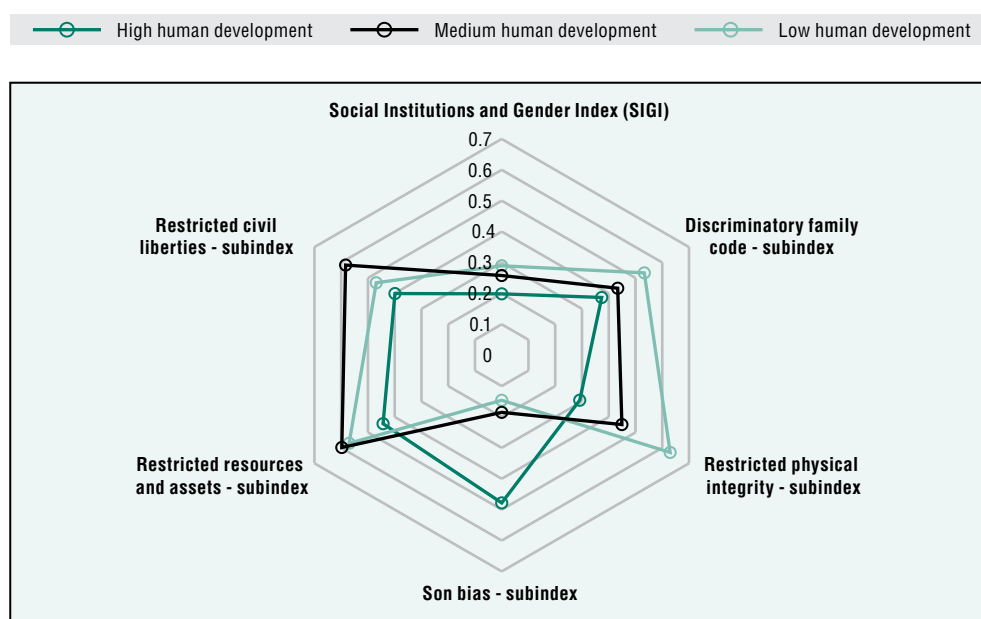 High human development
Medium human development
Low human development
Social Institutions and Gender Index (SIGI)
0.7
0.6
0.5
0.4
0.3
0.2
0.1
0
Restricted civil
liberties - subindex
Discriminatory family
code - subindex
Restricted resources
and assets - subindex
Restricted physical
integrity - subindex
Son bias - subindex